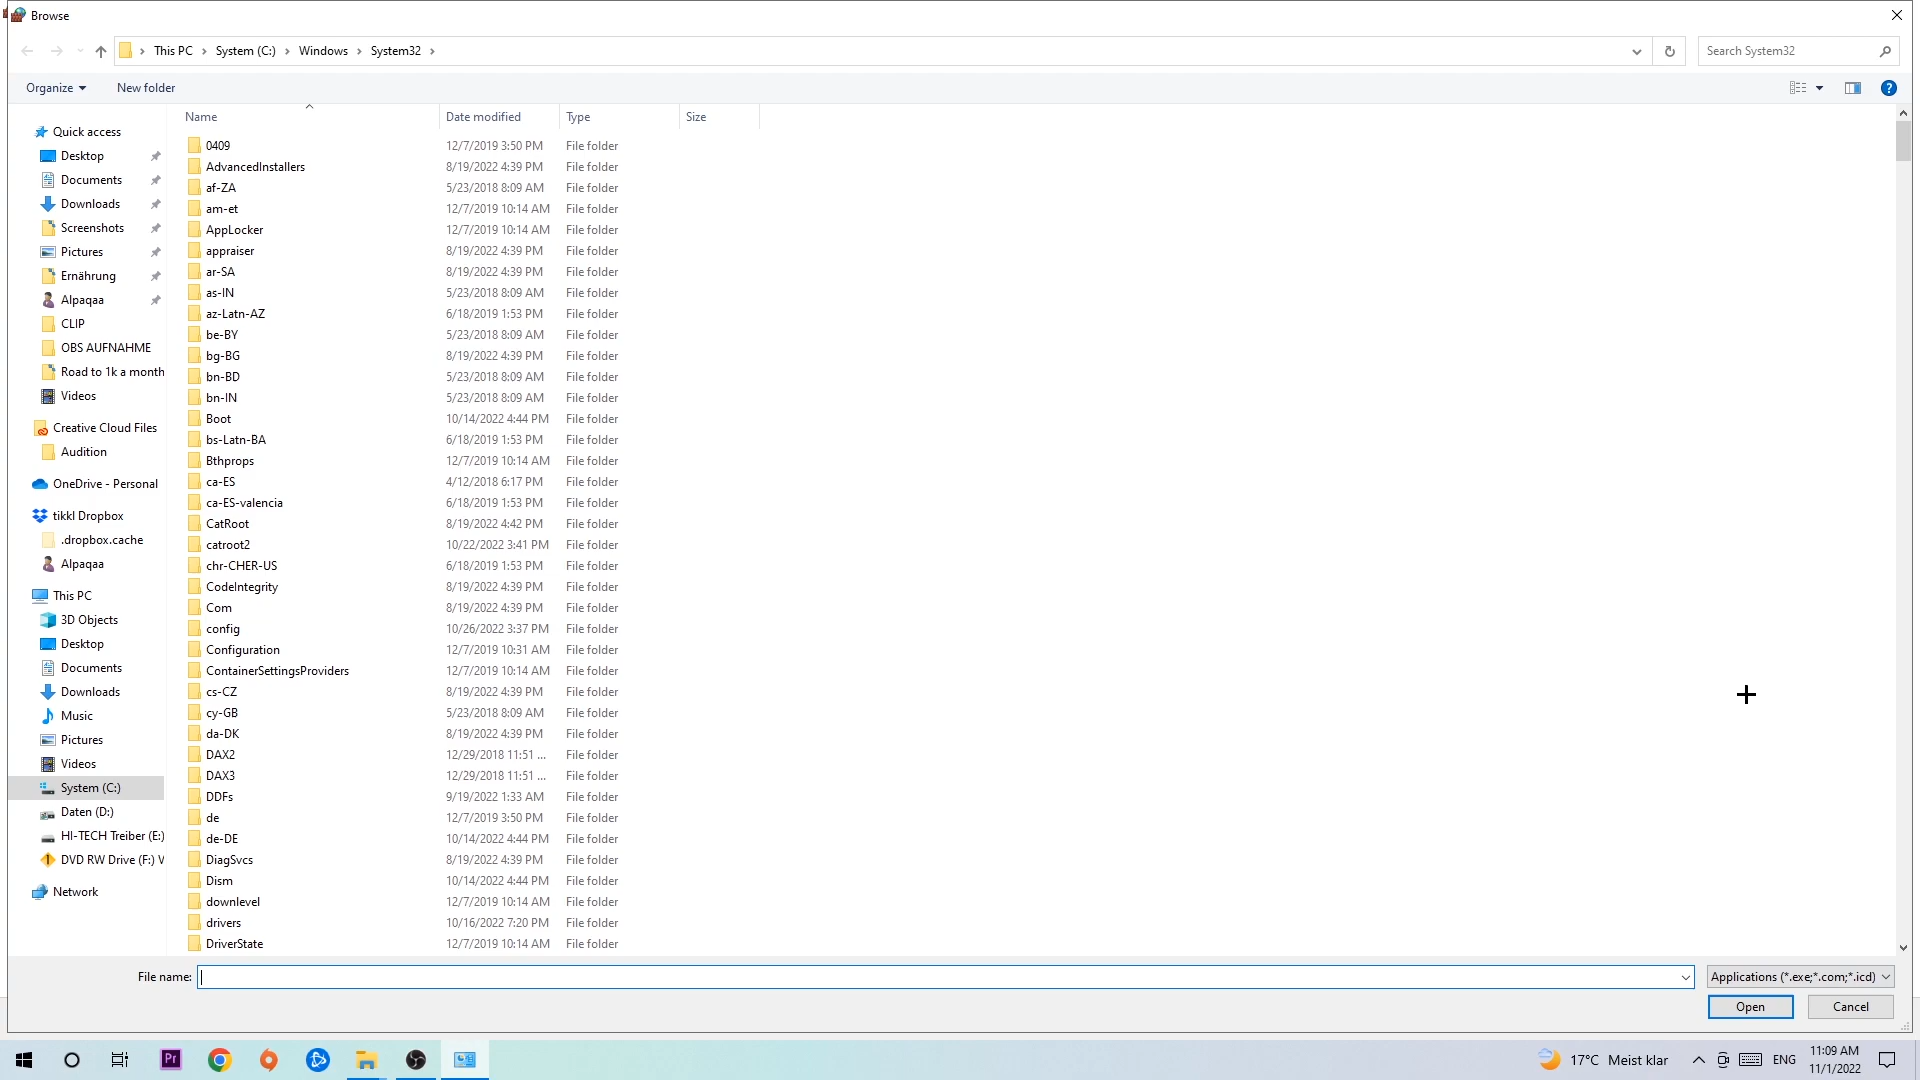 Browse
This PC > System (C:) > Windows > System32 >
Search System32
Organize
New folder
Name
Date modified
Type
Size
Quick access
Desktop
Documents
Downloads
Screenshots
Pictures
Ernährung
Alpaqaa
CLIP
OBS AUFNAHME
Road to 1k a month
Videos
Creative Cloud Files
Audition
OneDrive - Personal
tikkl Dropbox
.dropbox.cache
Alpaqaa
This PC
3D Objects
Desktop
Documents
Downloads
Music
Pictures
Videos
System (C:)
Daten (D:)
HI-TECH Treiber (E:)
DVD RW Drive (F:) V
Network
0409 12/7/2019 3:50 PM File folder
AdvancedInstallers 8/19/2022 4:39 PM File folder
af-ZA 5/23/2018 8:09 AM File folder
am-et 12/7/2019 10:14 AM File folder
AppLocker 12/7/2019 10:14 AM File folder
appraiser 8/19/2022 4:39 PM File folder
ar-SA 8/19/2022 4:39 PM File folder
as-IN 5/23/2018 8:09 AM File folder
az-Latn-AZ 6/18/2019 1:53 PM File folder
be-BY 5/23/2018 8:09 AM File folder
bg-BG 8/19/2022 4:39 PM File folder
bn-BD 5/23/2018 8:09 AM File folder
bn-IN 5/23/2018 8:09 AM File folder
Boot 10/14/2022 4:44 PM File folder
bs-Latn-BA 6/18/2019 1:53 PM File folder
Bthprops 12/7/2019 10:14 AM File folder
ca-ES 4/12/2018 6:17 PM File folder
ca-ES-valencia 6/18/2019 1:53 PM File folder
CatRoot 8/19/2022 4:42 PM File folder
catroot2 10/22/2022 3:41 PM File folder
chr-CHER-US 6/18/2019 1:53 PM File folder
CodeIntegrity 8/19/2022 4:39 PM File folder
Com 8/19/2022 4:39 PM File folder
config 10/26/2022 3:37 PM File folder
Configuration 12/7/2019 10:31 AM File folder
ContainerSettingsProviders 12/7/2019 10:14 AM File folder
cs-CZ 8/19/2022 4:39 PM File folder
cy-GB 5/23/2018 8:09 AM File folder
da-DK 8/19/2022 4:39 PM File folder
DAX2 12/29/2018 11:51 ... File folder
DAX3 12/29/2018 11:51 ... File folder
DDFs 9/19/2022 1:33 AM File folder
de 12/7/2019 3:50 PM File folder
de-DE 10/14/2022 4:44 PM File folder
DiagSvcs 8/19/2022 4:39 PM File folder
Dism 10/14/2022 4:44 PM File folder
downlevel 12/7/2019 10:14 AM File folder
drivers 10/16/2022 7:20 PM File folder
DriverState 12/7/2019 10:14 AM File folder
File name:
Applications (*.exe;*.com;*.icd)
Open
Cancel
Pr
17°C Meist klar
ENG
11:09 AM
11/1/2022